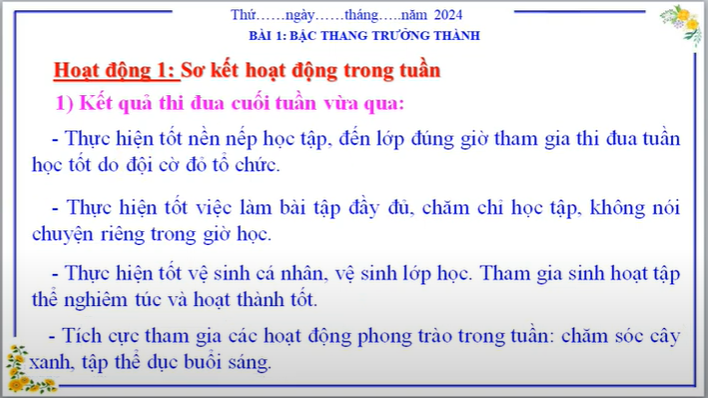 Thứ……ngày……tháng…..năm 2024
BÀI 1: BẬC THANG TRƯỞNG THÀNH
Hoạt động 1: Sơ kết hoạt động trong tuần
1) Kết quả thi đua cuối tuần vừa qua:
- Thực hiện tốt nền nếp học tập, đến lớp đúng giờ tham gia thi đua tuần
học tốt do đội cờ đỏ tổ chức.
- Thực hiện tốt việc làm bài tập đầy đủ, chăm chỉ học tập, không nói
chuyện riêng trong giờ học.
- Thực hiện tốt vệ sinh cá nhân, vệ sinh lớp học. Tham gia sinh hoạt tập
thể nghiêm túc và hoạt thành tốt.
- Tích cực tham gia các hoạt động phong trào trong tuần: chăm sóc cây
xanh, tập thể dục buổi sáng.